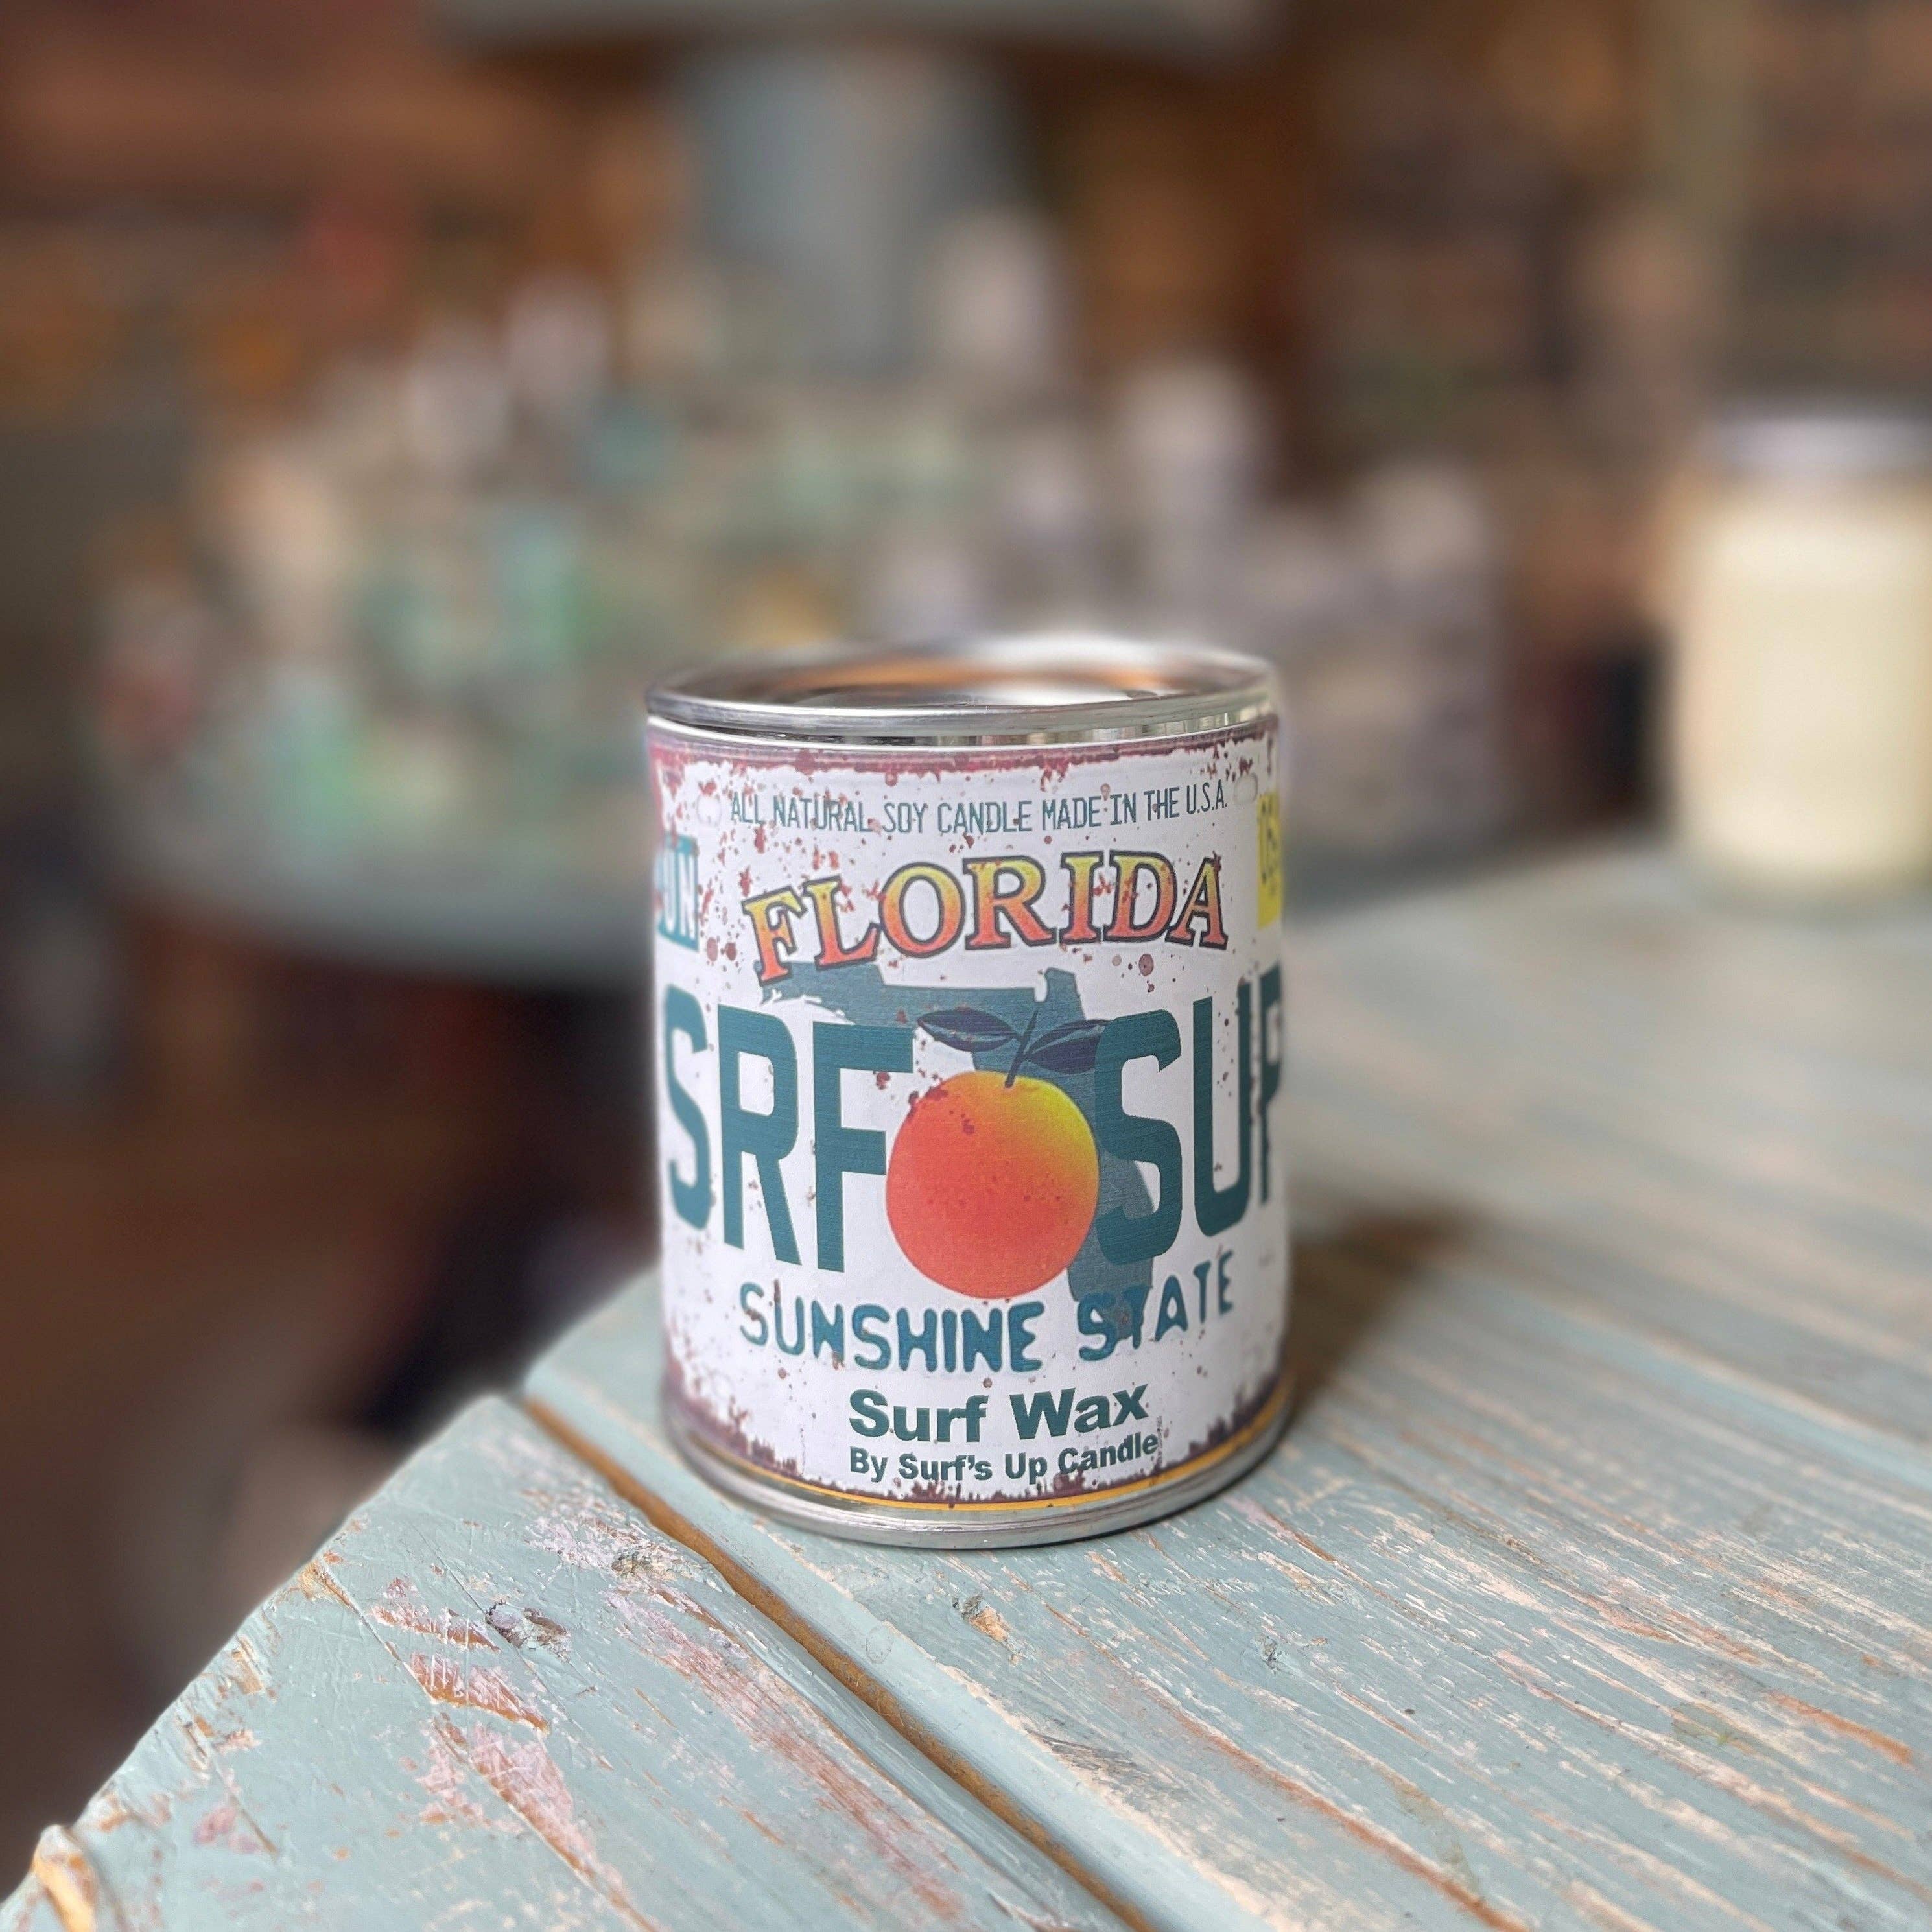 ALL NATURAL SOY CANDLE MADE IN THE U.S.A.
FLORIDA
SRF SUP
SUNSHINE STATE
Surf Wax
By Surf's Up Candle